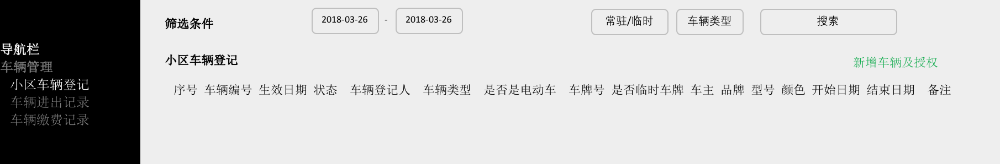 导航栏
车辆管理
小区车辆登记
车辆进出记录
车辆缴费记录
筛选条件 2018-03-26 - 2018-03-26 常驻/临时 车辆类型 搜索
小区车辆登记 新增车辆及授权
序号 车辆编号 生效日期 状态 车辆登记人 车辆类型 是否是电动车 车牌号 是否临时车牌 车主 品牌 型号 颜色 开始日期 结束日期 备注